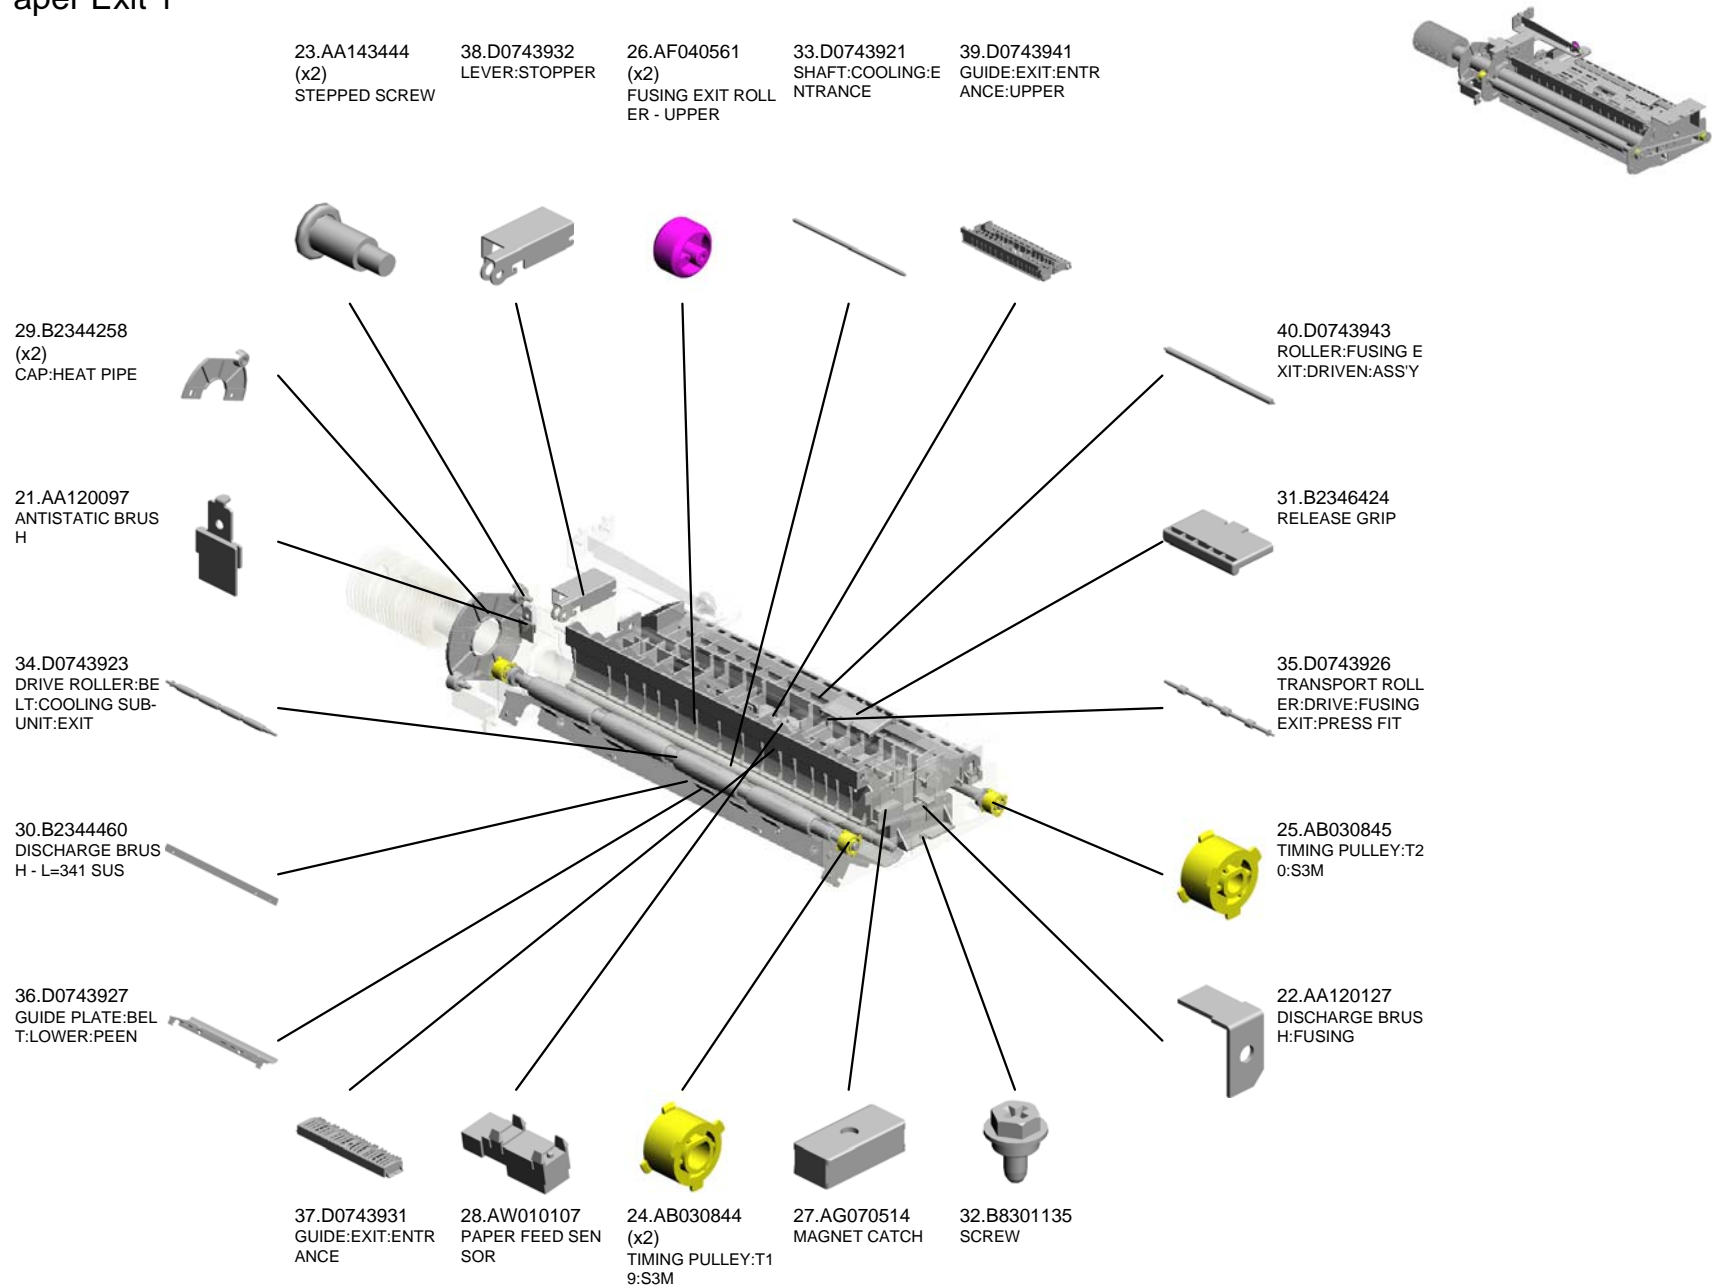 aper Exit 1
23.AA143444
(x2)
STEPPED SCREW
38.D0743932
LEVER:STOPPER
26.AF040561
(x2)
FUSING EXIT ROLL
ER - UPPER
33.D0743921
SHAFT:COOLING:E
NTRANCE
39.D0743941
GUIDE:EXIT:ENTR
ANCE:UPPER
29.B2344258
(x2)
CAP:HEAT PIPE
40.D0743943
ROLLER:FUSING E
XIT:DRIVEN:ASS'Y
21.AA120097
ANTISTATIC BRUS
H
31.B2346424
RELEASE GRIP
34.D0743923
DRIVE ROLLER:BE
LT:COOLING SUB-
UNIT:EXIT
35.D0743926
TRANSPORT ROLL
ER:DRIVE:FUSING
EXIT:PRESS FIT
30.B2344460
DISCHARGE BRUS
H - L=341 SUS
25.AB030845
TIMING PULLEY:T2
0:S3M
36.D0743927
GUIDE PLATE:BEL
T:LOWER:PEEN
22.AA120127
DISCHARGE BRUS
H:FUSING
37.D0743931
GUIDE:EXIT:ENTR
ANCE
28.AW010107
PAPER FEED SEN
SOR
24.AB030844
(x2)
TIMING PULLEY:T1
9:S3M
27.AG070514
MAGNET CATCH
32.B8301135
SCREW